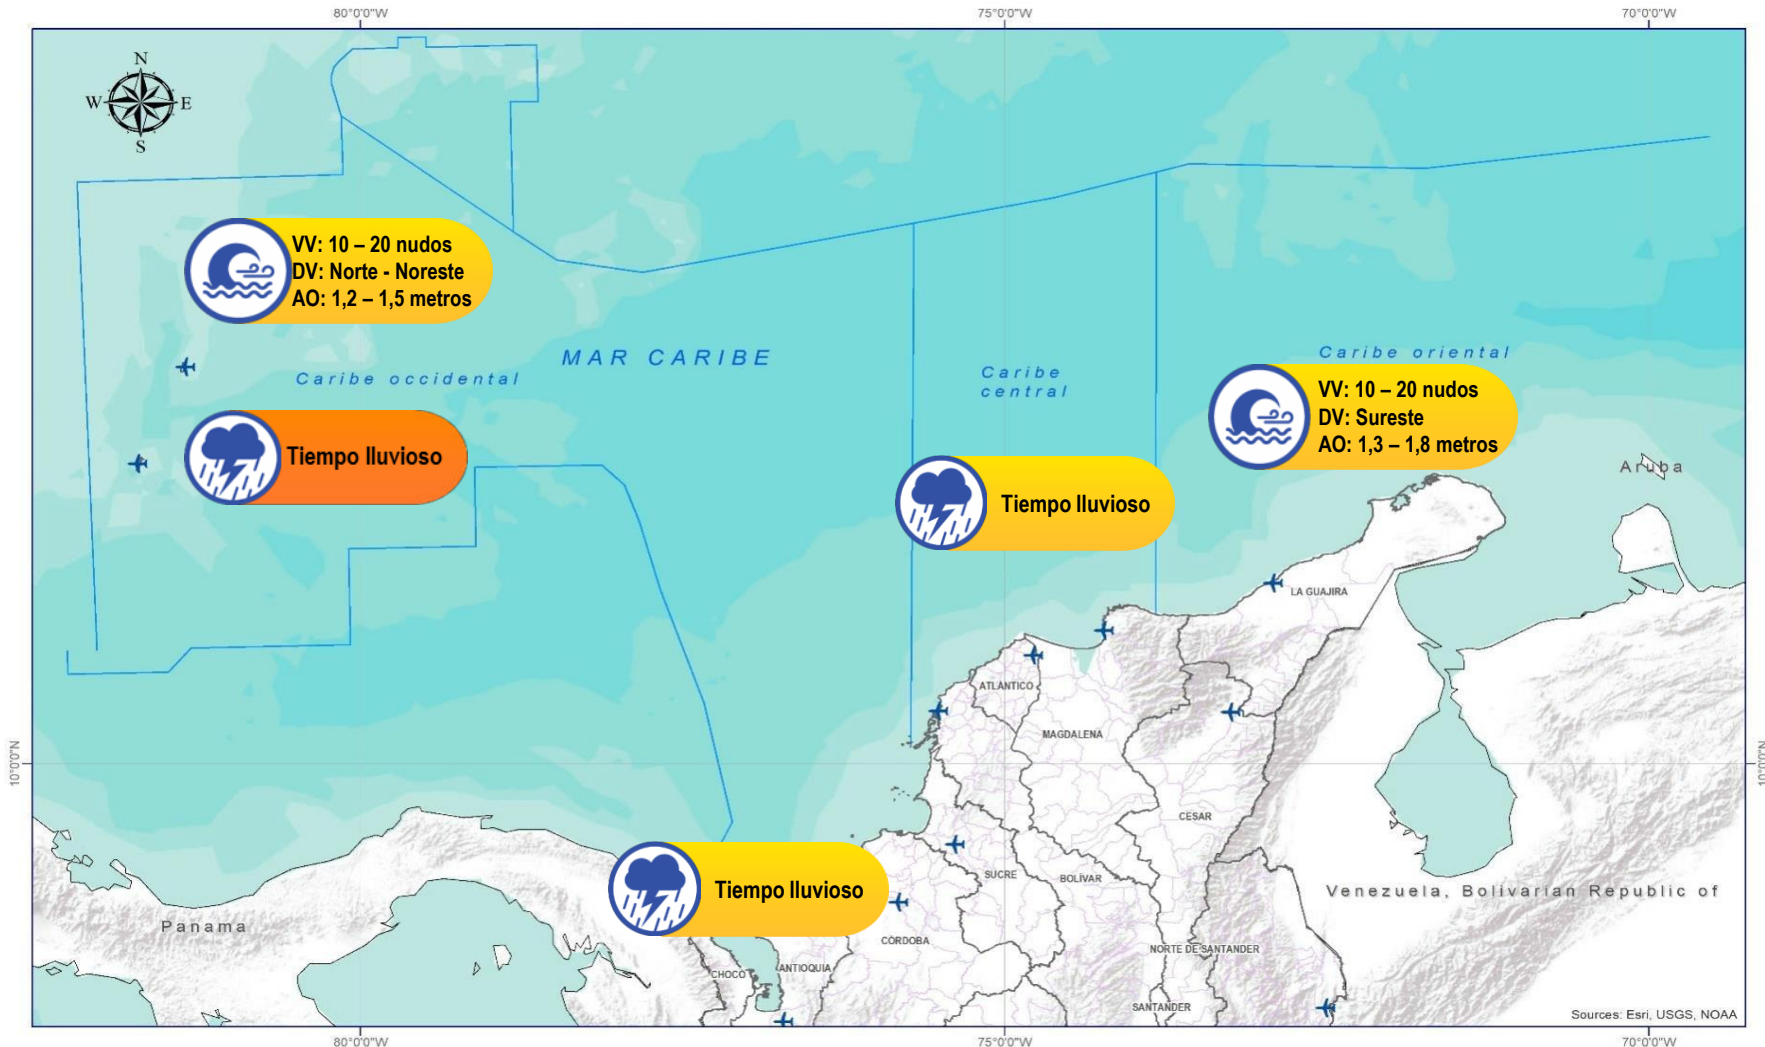 80°0'0"W
75°0'0"W
70°0'0"W
N
W
E
S
VV: 10 – 20 nudos
DV: Norte - Noreste
AO: 1,2 – 1,5 metros
MAR CARIBE
Caribe occidental
Caribe
central
Caribe oriental
VV: 10 – 20 nudos
DV: Sureste
AO: 1,3 – 1,8 metros
Tiempo lluvioso
Tiempo lluvioso
Aruba
LA GUAJIRA
ATLANTICO
MAGDALENA
10°0'0"N
10°0'0"N
CESAR
Tiempo lluvioso
SUCRE
BOLÍVAR
Venezuela, Bolivarian Republic of
Panama
CÓRDOBA
NORTE DE SANTANDER
CHOCO
ANTIOQUIA
SANTANDER
Sources: Esri, USGS, NOAA
80°0'0"W
75°0'0"W
70°0'0"W